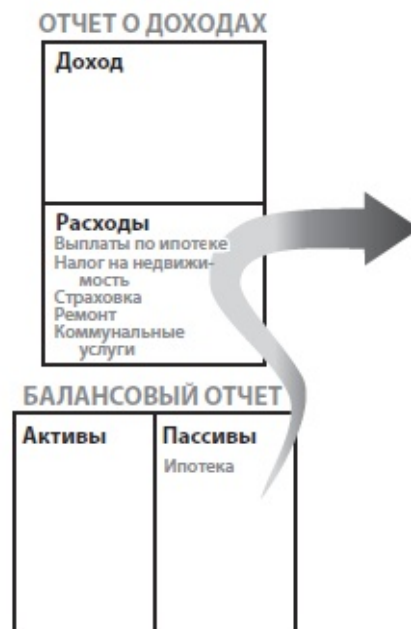 ОТЧЕТ О ДОХОДАХ
Доход
Расходы
Выплаты по ипотеке
Налог на недвижи-
мость
Страховка
Ремонт
Коммунальные
услуги
БАЛАНСОВЫЙ ОТЧЕТ
Активы
Пассивы
Ипотека